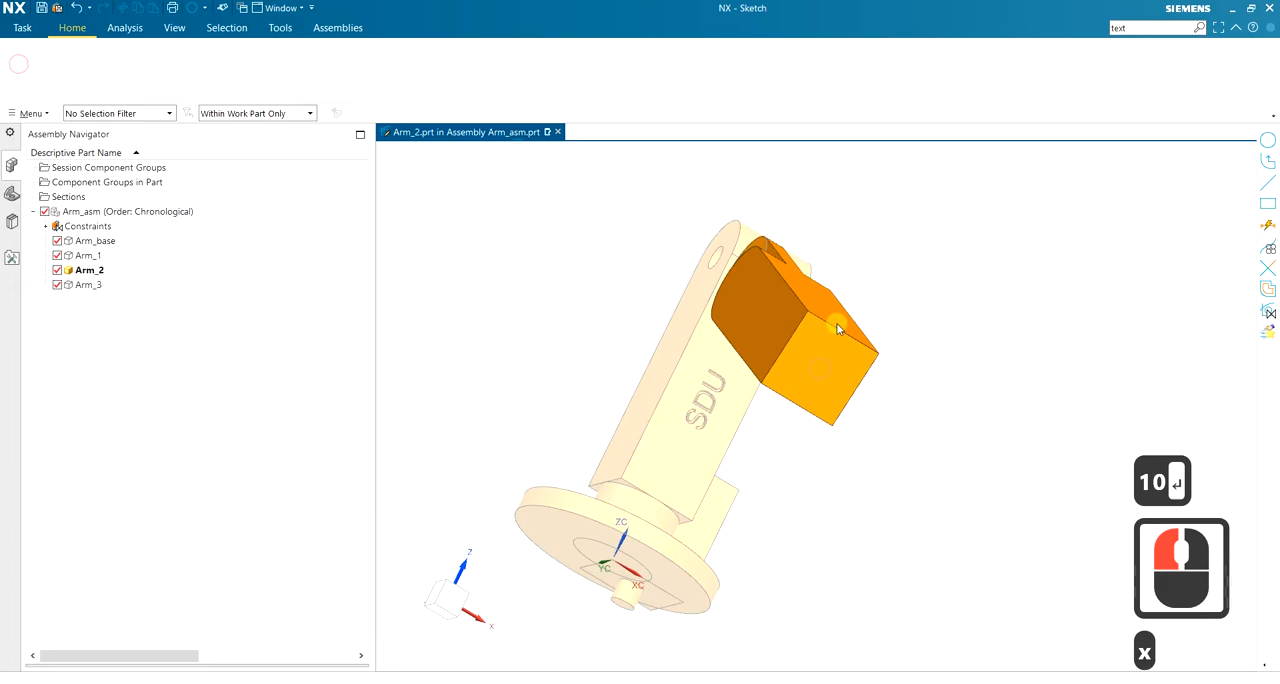 NX
Window
NX - Sketch
SIEMENS
Task
Home
Analysis
View
Selection
Tools
Assemblies
text
Menu
No Selection Filter
Within Work Part Only
Assembly Navigator
Arm_2.prt in Assembly Arm_asm.prt
Descriptive Part Name
Session Component Groups
Component Groups in Part
Sections
Arm_asm (Order: Chronological)
Constraints
Arm_base
Arm_1
Arm_2
Arm_3
SDU
ZC
YC
XC
Z
X
10
x